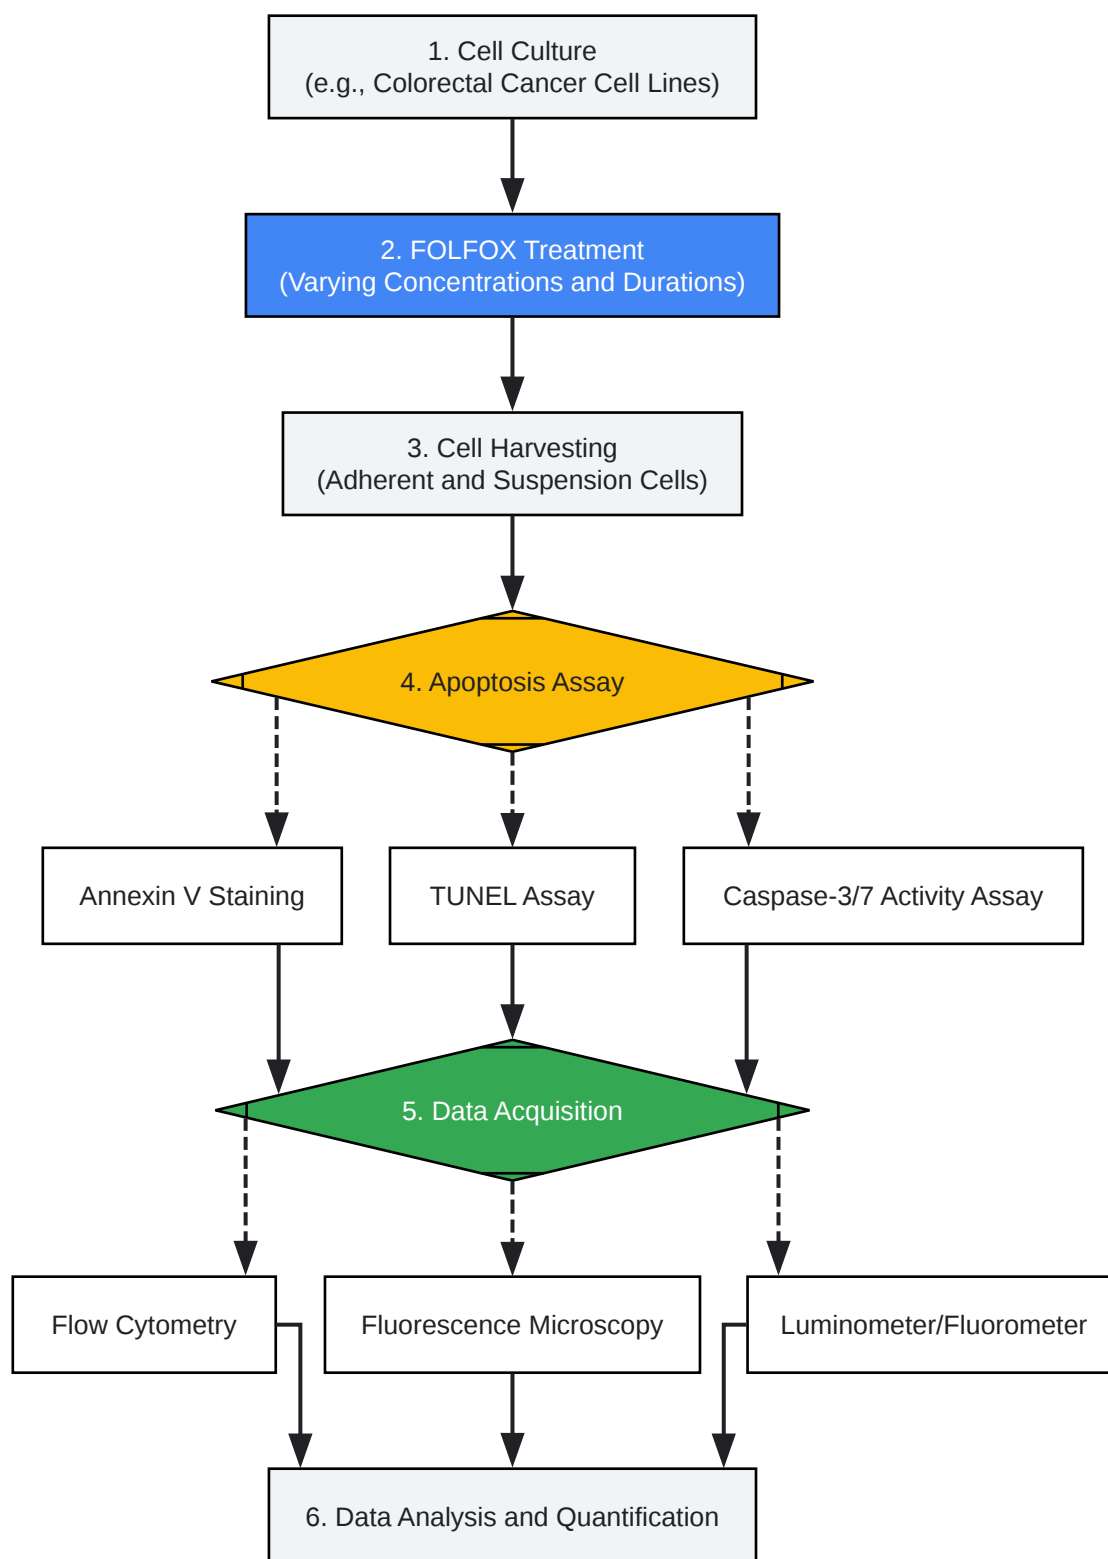 1. Cell Culture
(e.g., Colorectal Cancer Cell Lines)
2. FOLFOX Treatment
(Varying Concentrations and Durations)
3. Cell Harvesting
(Adherent and Suspension Cells)
4. Apoptosis Assay
Annexin V Staining
TUNEL Assay
Caspase-3/7 Activity Assay
5. Data Acquisition
Flow Cytometry
Fluorescence Microscopy
Luminometer/Fluorometer
6. Data Analysis and Quantification